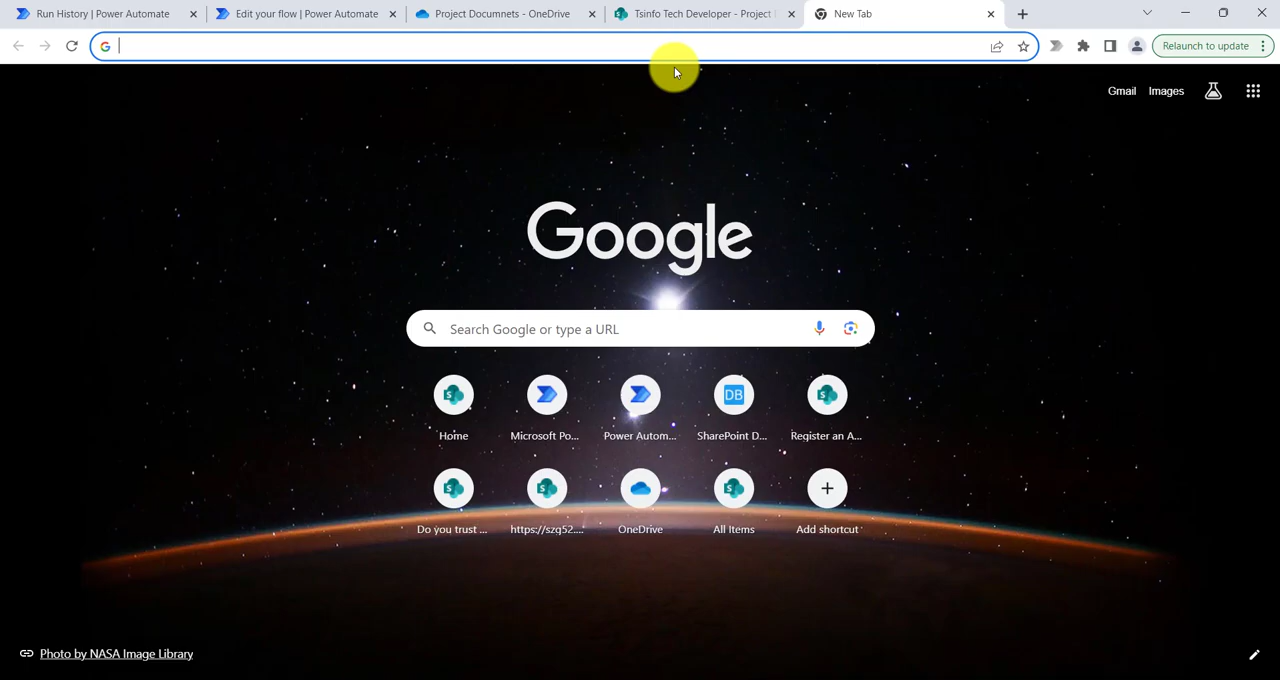 Run History | Power Automate
Edit your flow | Power Automate
Project Documnets - OneDrive
Tsinfo Tech Developer - Project
New Tab
Relaunch to update
Gmail
Images
Google
Search Google or type a URL
Home
Microsoft Po...
Power Autom...
SharePoint D...
Register an A...
Do you trust ...
https://szg52....
OneDrive
All Items
Add shortcut
Photo by NASA Image Library